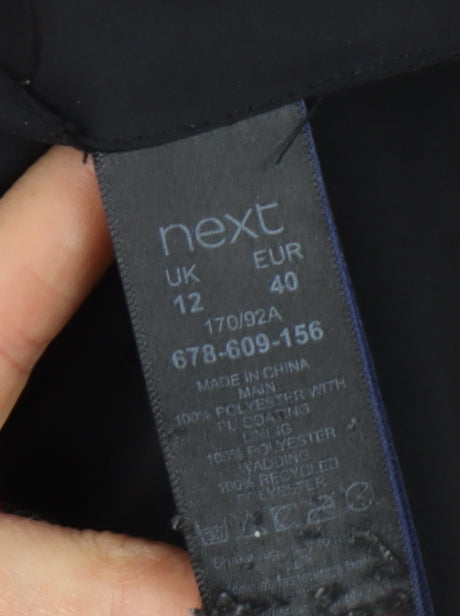 next
UK EUR
12 40
170/92A
678-609-156
MADE IN CHINA
MAIN
100% POLYESTER WITH
PU COATING
LINING
100% POLYESTER
WADDING
100% RECYCLED
POLYESTER